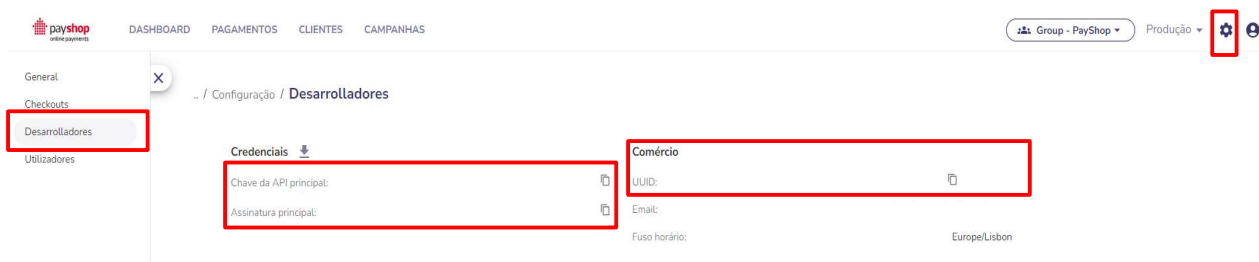 payshop
online payments
DASHBOARD PAGAMENTOS CLIENTES CAMPANHAS
Group - PayShop
Produção
General
Checkouts
Desarrolladores
Utilizadores
.. / Configuração / Desarrolladores
Credenciais
Chave da API principal:
Assinatura principal:
Comércio
UUID:
Email:
Fuso horário: Europe/Lisbon